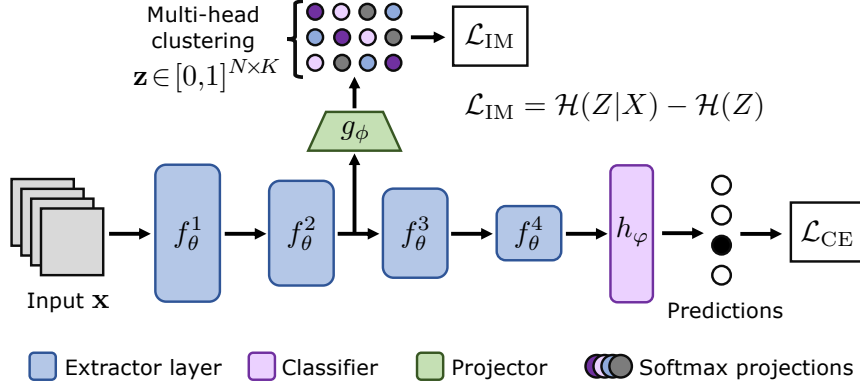 Multi-head
clustering
𝐳 ∈ [0,1]^{N×K}
ℒ_IM
ℒ_IM = ℋ(Z|X) − ℋ(Z)
g_ϕ
f_θ^1
f_θ^2
f_θ^3
f_θ^4
h_φ
ℒ_CE
Input 𝐱
Predictions
Extractor layer
Classifier
Projector
Softmax projections